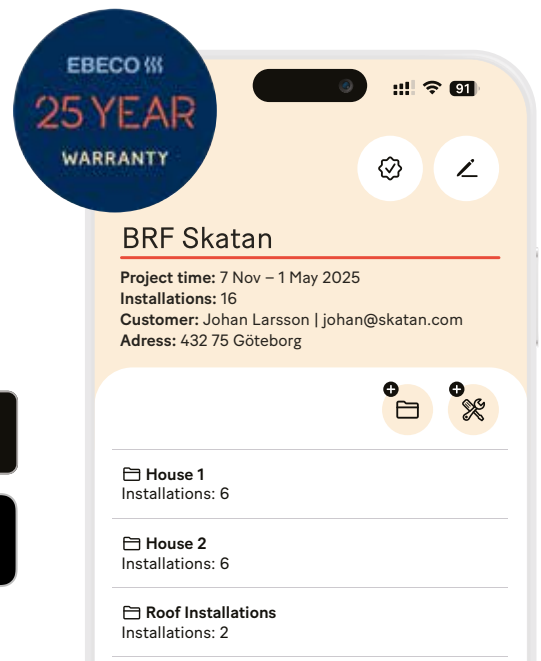 EBECO
25 YEAR
WARRANTY
91
BRF Skatan
Project time: 7 Nov – 1 May 2025
Installations: 16
Customer: Johan Larsson | johan@skatan.com
Adress: 432 75 Göteborg
House 1
Installations: 6
House 2
Installations: 6
Roof Installations
Installations: 2